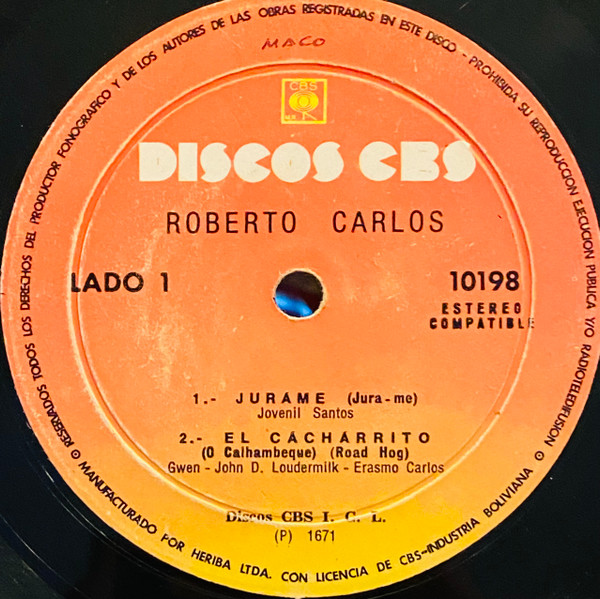 RESERVADOS TODOS LOS DERECHOS DEL PRODUCTOR FONOGRAFICO Y DE LOS AUTORES DE LAS OBRAS REGISTRADAS EN ESTE DISCO - PROHIBIDA SU REPRODUCCION EJECUCION PUBLICA Y/O RADIOTELEDIFUSION
MACO
CBS
M.R.
DISCOS CBS
ROBERTO CARLOS
LADO 1
10198
ESTEREO
COMPATIBLE
1.- JURAME (Jura-me)
Jovenil Santos
2.- EL CACHARRITO
(O Calhambeque) (Road Hog)
Gwen - John D. Loudermilk - Erasmo Carlos
Discos CBS I. C. L.
(P) 1671
MANUFACTURADO POR HERIBA LTDA. CON LICENCIA DE CBS-INDUSTRIA BOLIVIANA